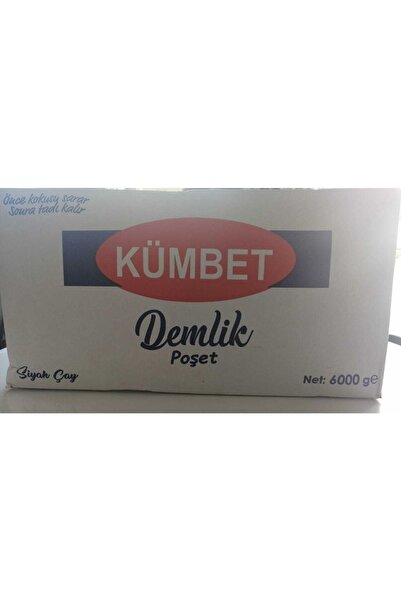 Önce kokusu sarar
Sonra tadı kalır
KÜMBET
Demlik
Poşet
Siyah Çay
Net: 6000 g℮